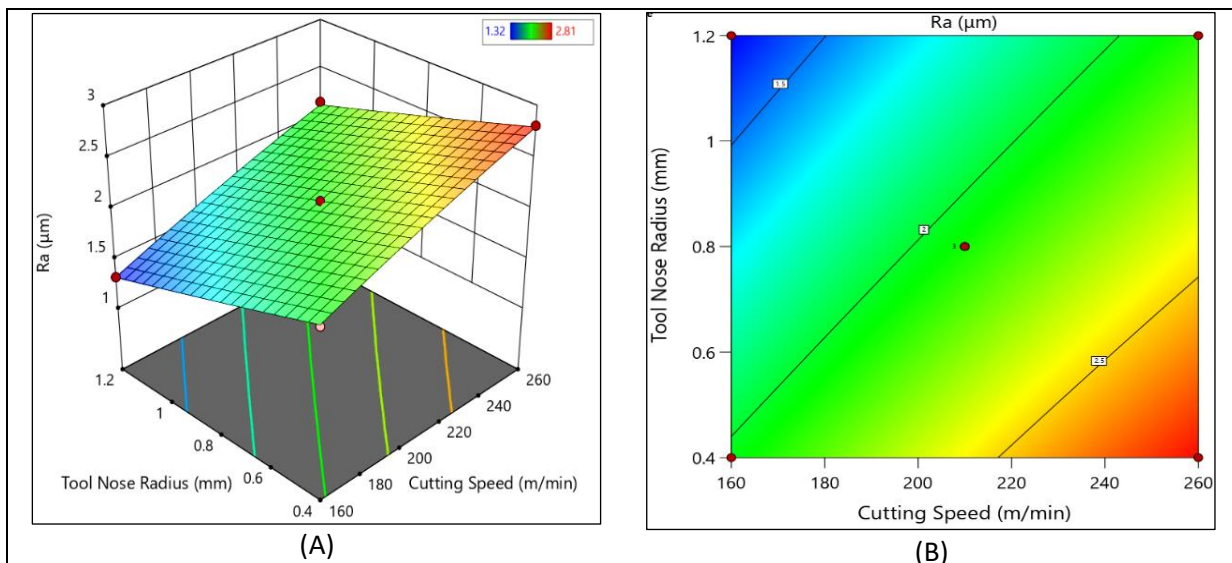 1.32 2.81
3
2.5
2
1.5
1
Ra (µm)
1.2
1
0.8
0.6
0.4
Tool Nose Radius (mm)
160
180
200
220
240
260
Cutting Speed (m/min)
(A)
Ra (µm)
1.2
1
0.8
0.6
0.4
Tool Nose Radius (mm)
1.5
2
2.5
160 180 200 220 240 260
Cutting Speed (m/min)
(B)